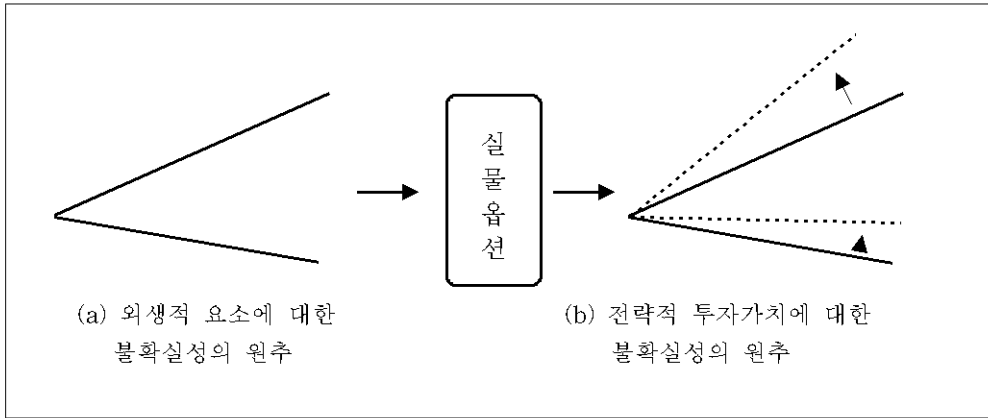 실물옵션
(a) 외생적 요소에 대한
불확실성의 원추
(b) 전략적 투자가치에 대한
불확실성의 원추